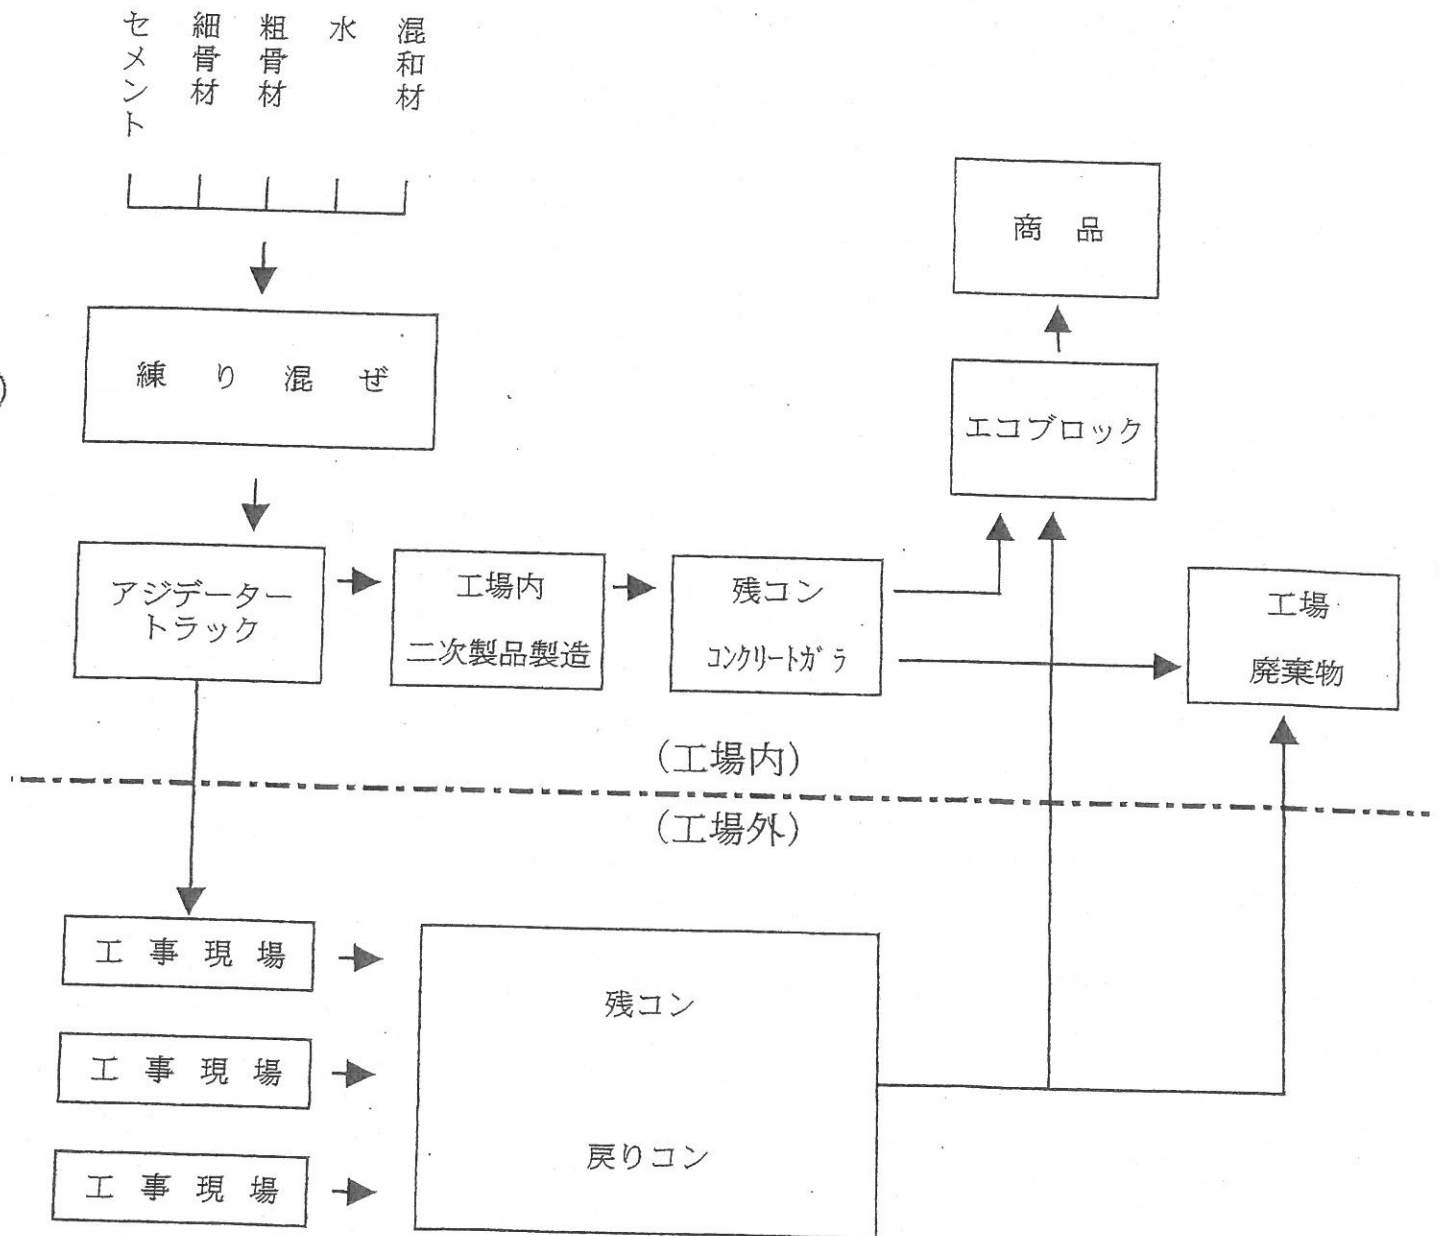 セメント
細骨材
粗骨材
水
混和材
練り混ぜ
商品
エコブロック
アジデーター
トラック
工場内
二次製品製造
残コン
コンクリートガラ
工場
廃棄物
(工場内)
(工場外)
工事現場
工事現場
工事現場
残コン
戻りコン